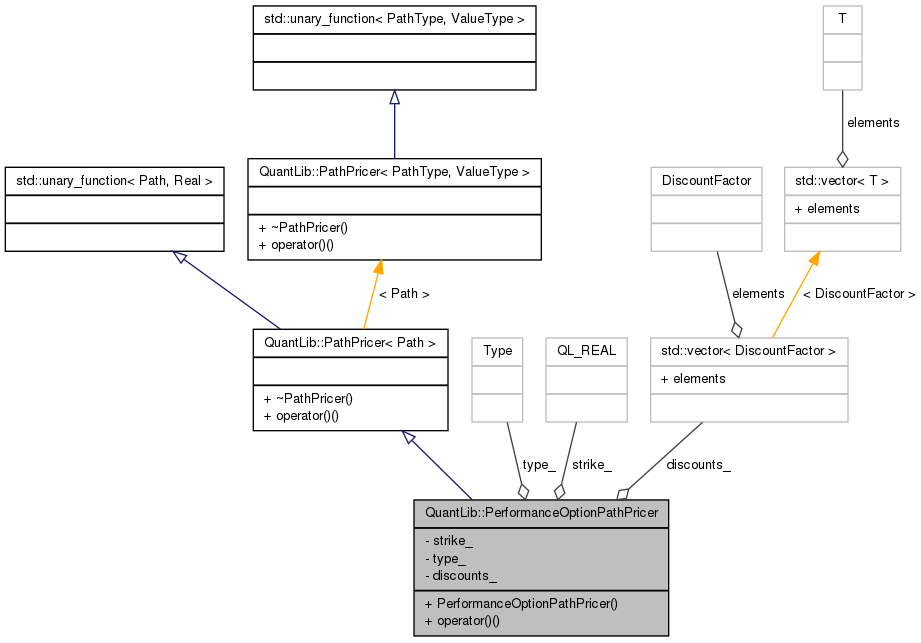 std::unary_function< PathType, ValueType >
T
elements
std::unary_function< Path, Real >
QuantLib::PathPricer< PathType, ValueType >
+ ~PathPricer()
+ operator()()
DiscountFactor
std::vector< T >
+ elements
< Path >
elements
< DiscountFactor >
QuantLib::PathPricer< Path >
+ ~PathPricer()
+ operator()()
Type
QL_REAL
std::vector< DiscountFactor >
+ elements
type_
strike_
discounts_
QuantLib::PerformanceOptionPathPricer
- strike_
- type_
- discounts_
+ PerformanceOptionPathPricer()
+ operator()()